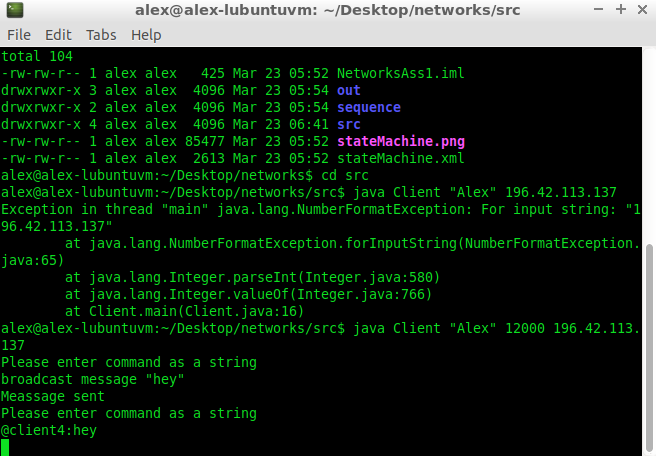 alex@alex-lubuntuvm: ~/Desktop/networks/src
File Edit Tabs Help
total 104
-rw-rw-r-- 1 alex alex   425 Mar 23 05:52 NetworksAss1.iml
drwxrwxr-x 3 alex alex  4096 Mar 23 05:54 out
drwxrwxr-x 2 alex alex  4096 Mar 23 05:54 sequence
drwxrwxr-x 4 alex alex  4096 Mar 23 06:41 src
-rw-rw-r-- 1 alex alex 85477 Mar 23 05:52 stateMachine.png
-rw-rw-r-- 1 alex alex  2613 Mar 23 05:52 stateMachine.xml
alex@alex-lubuntuvm:~/Desktop/networks$ cd src
alex@alex-lubuntuvm:~/Desktop/networks/src$ java Client "Alex" 196.42.113.137
Exception in thread "main" java.lang.NumberFormatException: For input string: "1
96.42.113.137"
        at java.lang.NumberFormatException.forInputString(NumberFormatException.
java:65)
        at java.lang.Integer.parseInt(Integer.java:580)
        at java.lang.Integer.valueOf(Integer.java:766)
        at Client.main(Client.java:16)
alex@alex-lubuntuvm:~/Desktop/networks/src$ java Client "Alex" 12000 196.42.113.
137
Please enter command as a string
broadcast message "hey"
Meassage sent
Please enter command as a string
@client4:hey